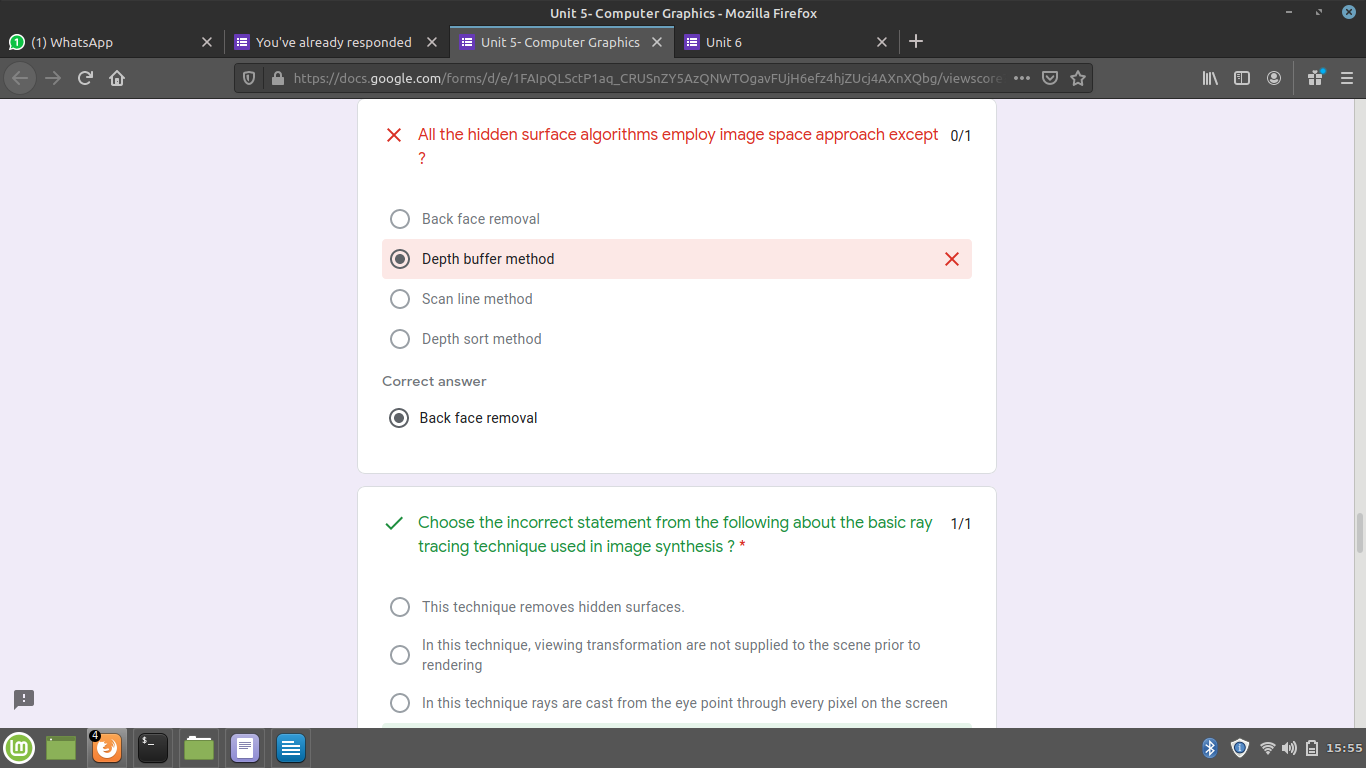 Unit 5- Computer Graphics - Mozilla Firefox
(1) WhatsApp
You've already responded
Unit 5- Computer Graphics
Unit 6
https://docs.google.com/forms/d/e/1FAIpQLSctP1aq_CRUSnZY5AzQNWTOgavFUjH6efz4hjZUcj4AXnXQbg/viewscore
All the hidden surface algorithms employ image space approach except
?
0/1
Back face removal
Depth buffer method
Scan line method
Depth sort method
Correct answer
Back face removal
Choose the incorrect statement from the following about the basic ray
tracing technique used in image synthesis ? *
1/1
This technique removes hidden surfaces.
In this technique, viewing transformation are not supplied to the scene prior to
rendering
In this technique rays are cast from the eye point through every pixel on the screen
4
15:55